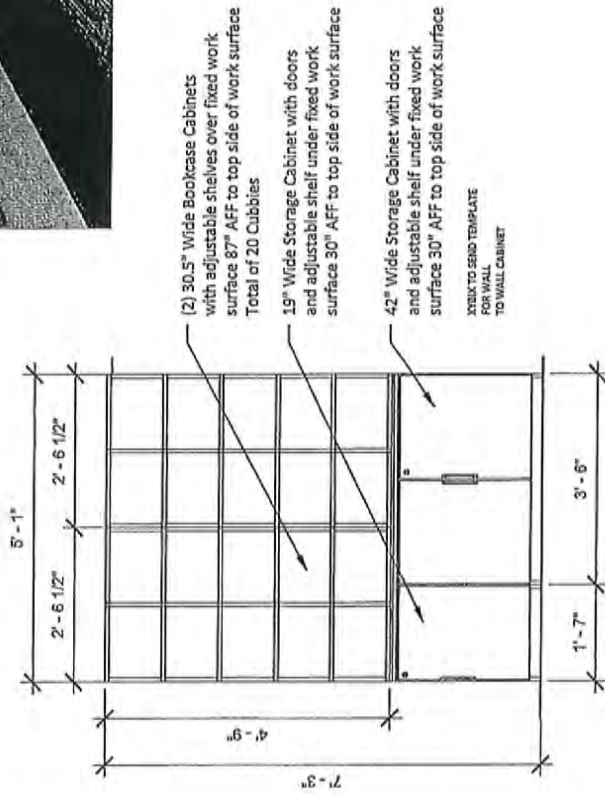 5' - 1"
2' - 6 1/2"
2' - 6 1/2"
4' - 9"
7' - 3"
1' - 7"
3' - 6"
(2) 30.5" Wide Bookcase Cabinets
with adjustable shelves over fixed work
surface 87" AFF to top side of work surface
Total of 20 Cubbies
19" Wide Storage Cabinet with doors
and adjustable shelf under fixed work
surface 30" AFF to top side of work surface
42" Wide Storage Cabinet with doors
and adjustable shelf under fixed work
surface 30" AFF to top side of work surface
XYBIX TO SEND TEMPLATE
FOR WALL
TO WALL CABINET